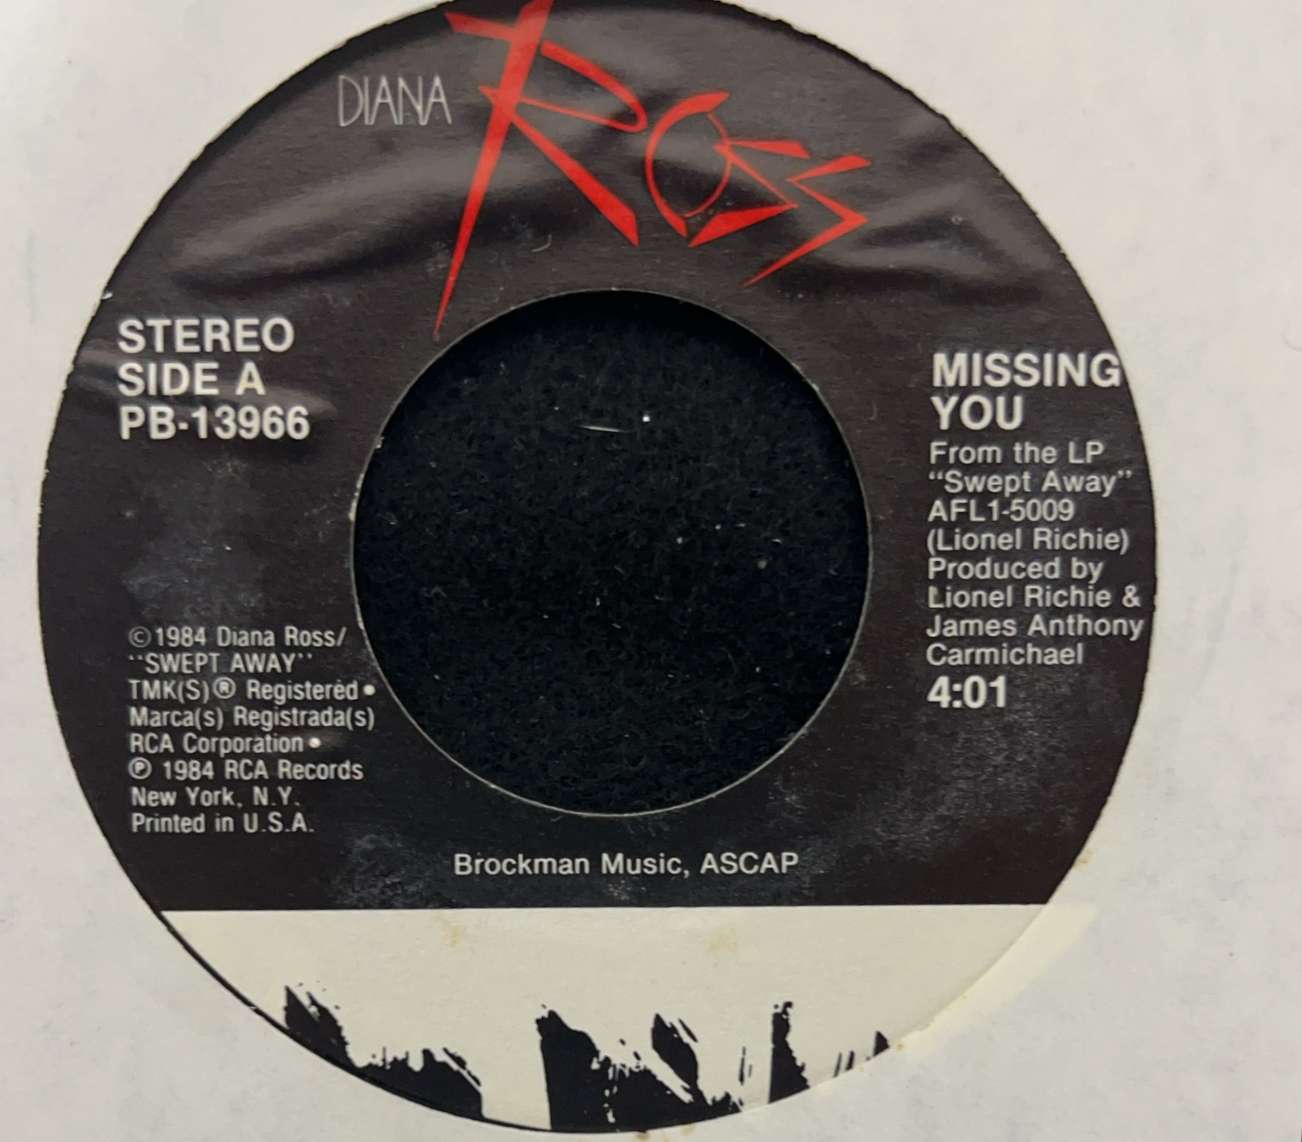 DIANA ROSS
STEREO
SIDE A
PB-13966
MISSING
YOU
From the LP
"Swept Away"
AFL1-5009
(Lionel Richie)
Produced by
Lionel Richie &
James Anthony
Carmichael
4:01
©1984 Diana Ross/
"SWEPT AWAY"
TMK(S)® Registered •
Marca(s) Registrada(s)
RCA Corporation •
℗ 1984 RCA Records
New York, N.Y.
Printed in U.S.A.
Brockman Music, ASCAP